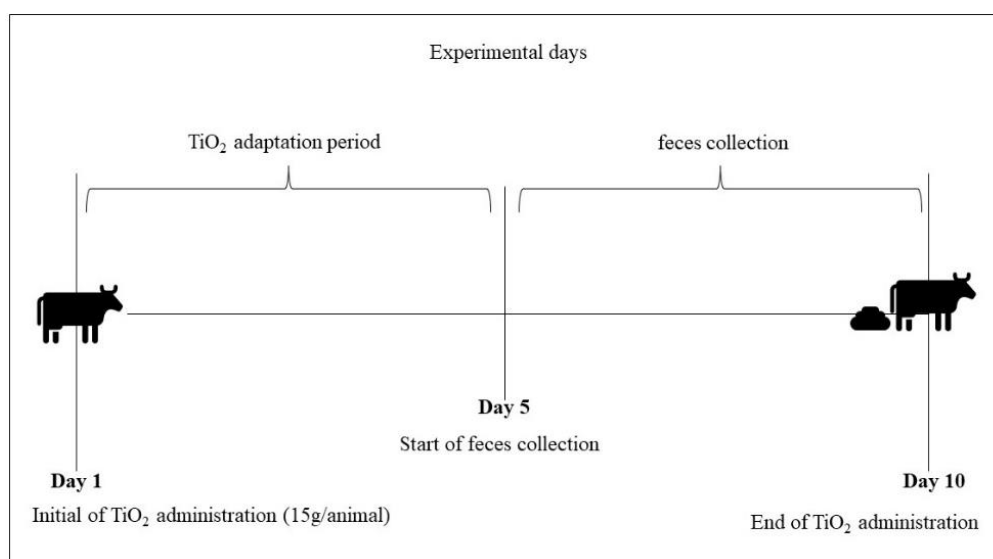 Experimental days
TiO₂ adaptation period
feces collection
Day 5
Start of feces collection
Day 1
Initial of TiO₂ administration (15g/animal)
Day 10
End of TiO₂ administration